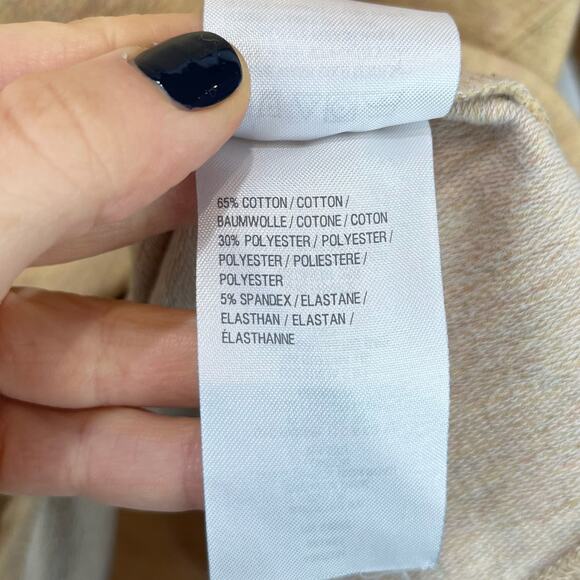 65% COTTON / COTTON /
BAUMWOLLE / COTONE / COTON
30% POLYESTER / POLYESTER /
POLYESTER / POLIESTERE /
POLYESTER
5% SPANDEX / ELASTANE /
ELASTHAN / ELASTAN /
ÉLASTHANNE